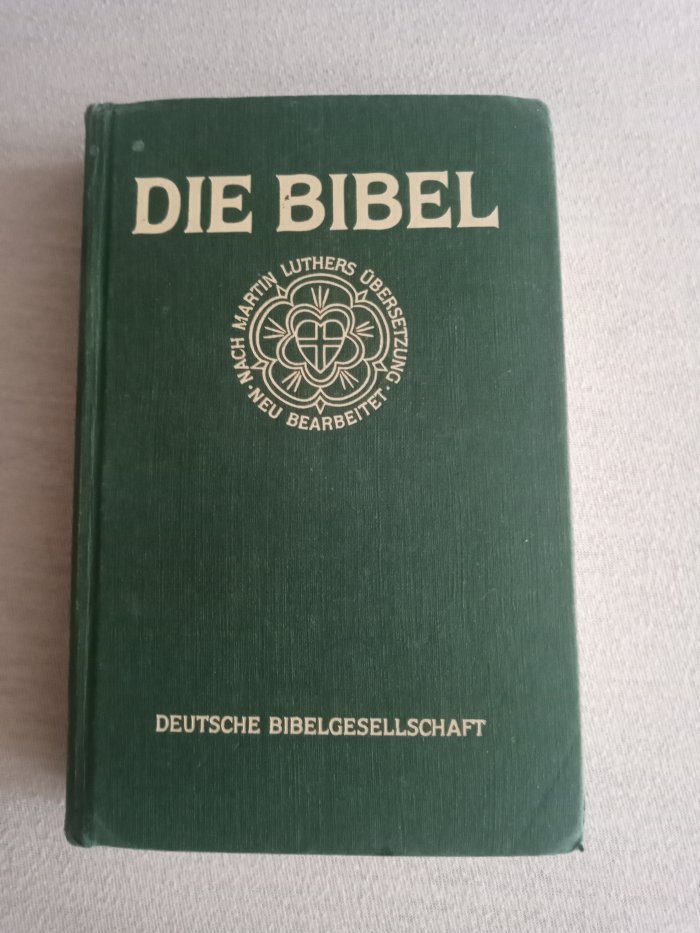 DIE BIBEL
NACH MARTIN LUTHERS ÜBERSETZUNG
· NEU BEARBEITET ·
DEUTSCHE BIBELGESELLSCHAFT